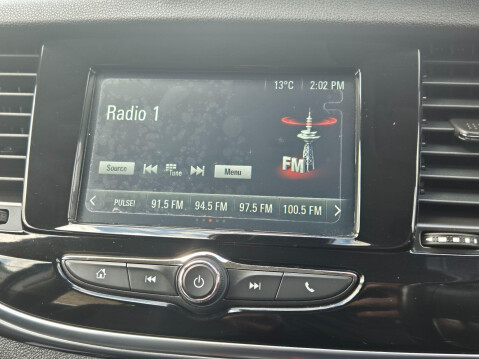 13°C 2:02 PM
Radio 1
FM
Source Tune Menu
PULSE! 91.5 FM 94.5 FM 97.5 FM 100.5 FM